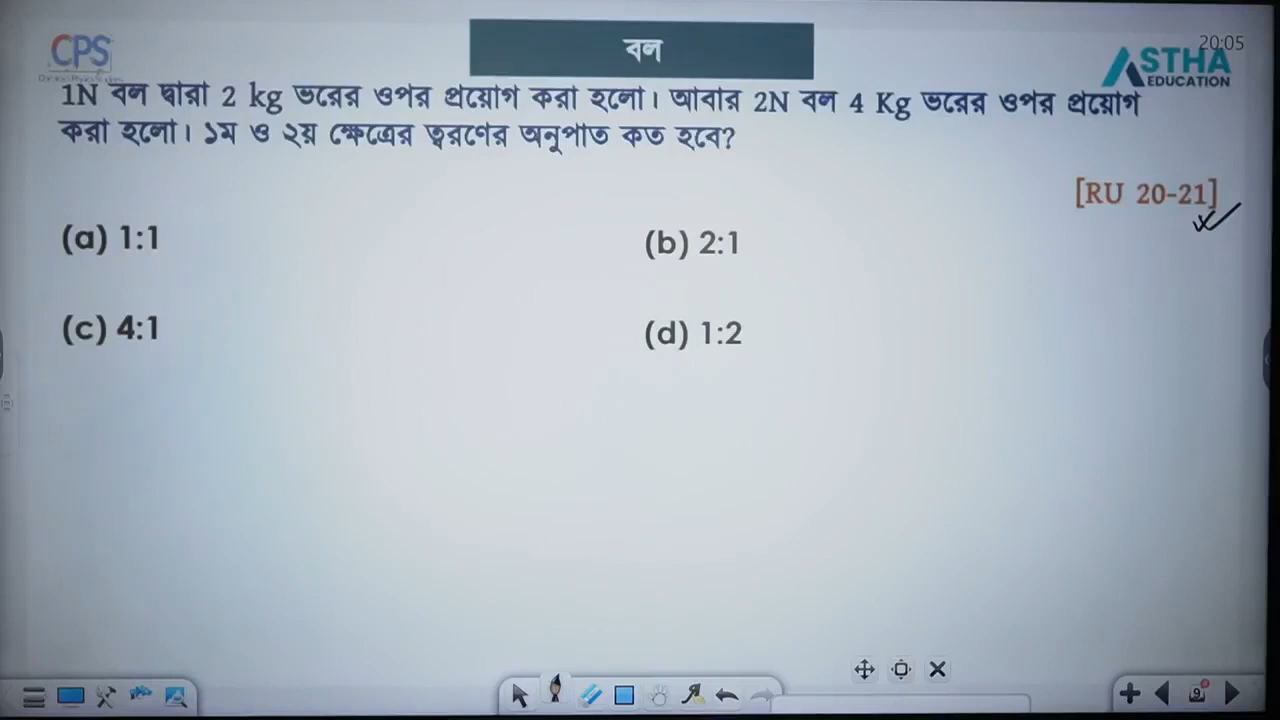 বল
CPS
20:05
ASTHA
EDUCATION
1N বল দ্বারা 2 kg ভরের ওপর প্রয়োগ করা হলো। আবার 2N বল 4 Kg ভরের ওপর প্রয়োগ
করা হলো। ১ম ও ২য় ক্ষেত্রের ত্বরণের অনুপাত কত হবে?
[RU 20-21]
(a) 1:1
(b) 2:1
(c) 4:1
(d) 1:2
9